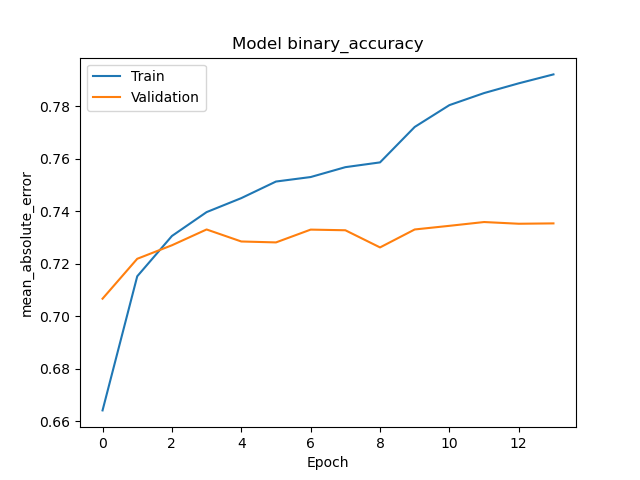 Model binary_accuracy
Train
Validation
mean_absolute_error
0.78
0.76
0.74
0.72
0.70
0.68
0.66
0 2 4 6 8 10 12
Epoch